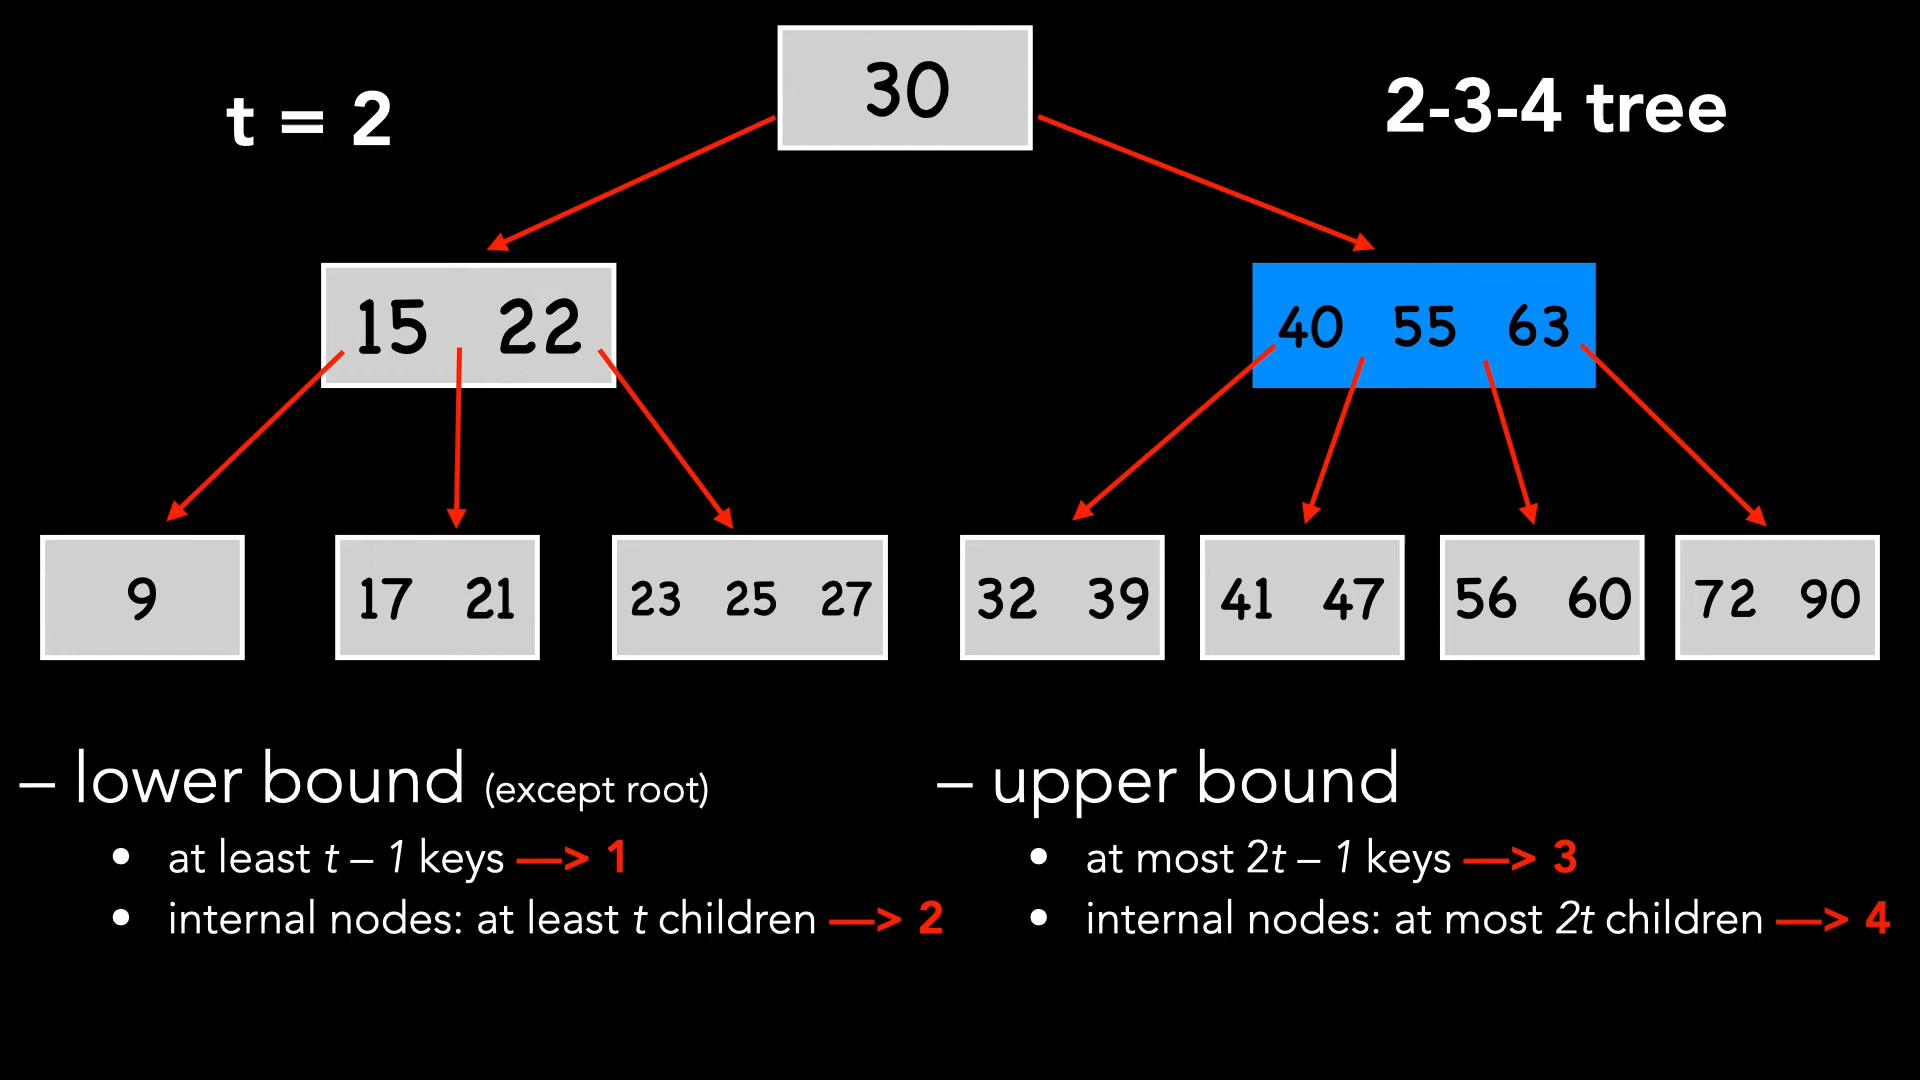 30
t = 2
2-3-4 tree
15 22
40 55 63
9
17 21
23 25 27
32 39
41 47
56 60
72 90
– lower bound (except root)
• at least t – 1 keys —> 1
• internal nodes: at least t children —> 2
– upper bound
• at most 2t – 1 keys —> 3
• internal nodes: at most 2t children —> 4